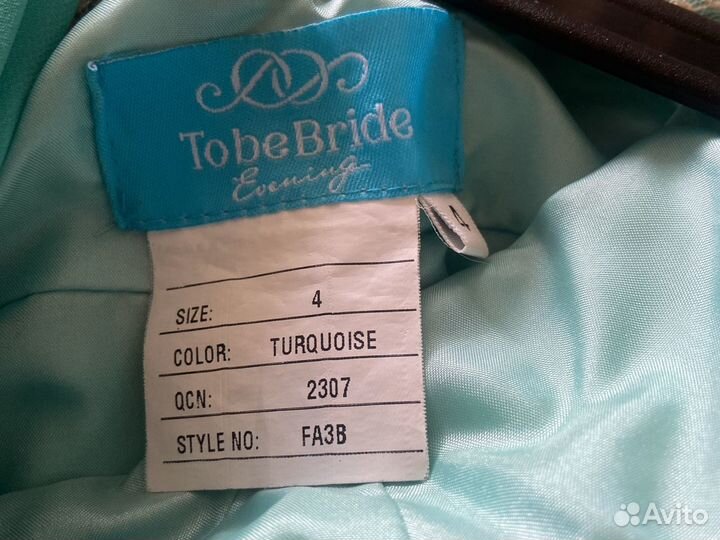 TobeBride
Evening
4
SIZE: 4
COLOR: TURQUOISE
QCN: 2307
STYLE NO: FA3B
Avito